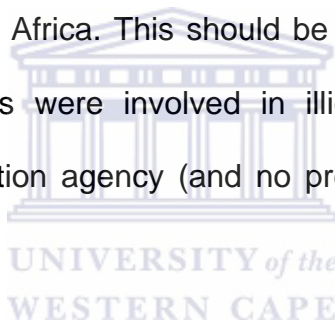 Africa. This should be
s were involved in illi
tion agency (and no pr
UNIVERSITY of the
WESTERN CAPE